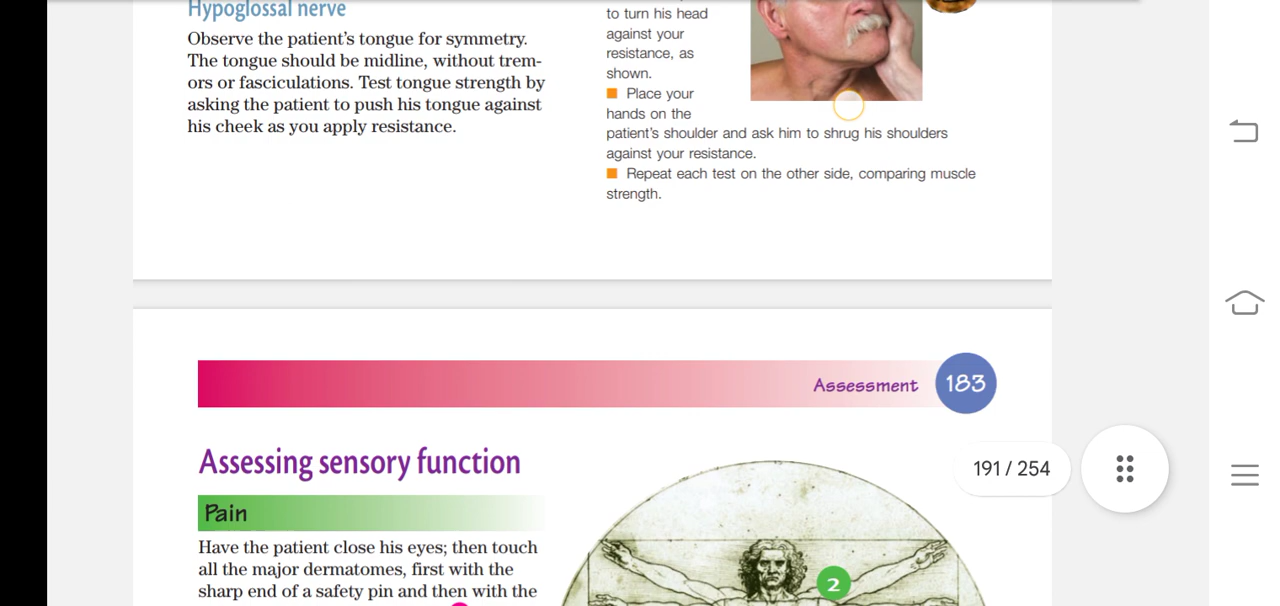 Hypoglossal nerve
Observe the patient's tongue for symmetry.
The tongue should be midline, without trem-
ors or fasciculations. Test tongue strength by
asking the patient to push his tongue against
his cheek as you apply resistance.
to turn his head
against your
resistance, as
shown.
■ Place your
hands on the
patient's shoulder and ask him to shrug his shoulders
against your resistance.
■ Repeat each test on the other side, comparing muscle
strength.
Assessment 183
Assessing sensory function
Pain
Have the patient close his eyes; then touch
all the major dermatomes, first with the
sharp end of a safety pin and then with the
2
191 / 254